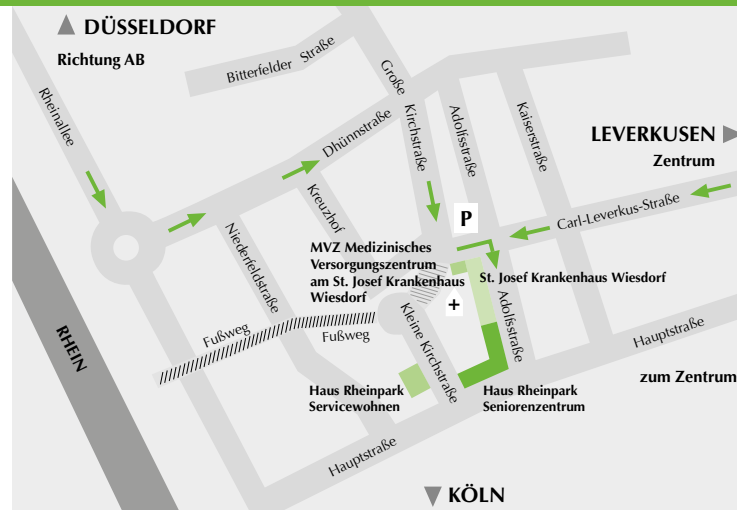 DÜSSELDORF
Richtung AB
Bitterfelder Straße
Rheinallee
Große
Kirchstraße
Adolfsstraße
Kaiserstraße
Dhünnstraße
LEVERKUSEN
Zentrum
Kreuzhof
P
Carl-Leverkus-Straße
Niederfeldstraße
MVZ Medizinisches
Versorgungszentrum
am St. Josef Krankenhaus
Wiesdorf
St. Josef Krankenhaus Wiesdorf
+
Kleine Kirchstraße
Adolfsstraße
RHEIN
Fußweg
Fußweg
Hauptstraße
zum Zentrum
Haus Rheinpark
Servicewohnen
Haus Rheinpark
Seniorenzentrum
Hauptstraße
KÖLN